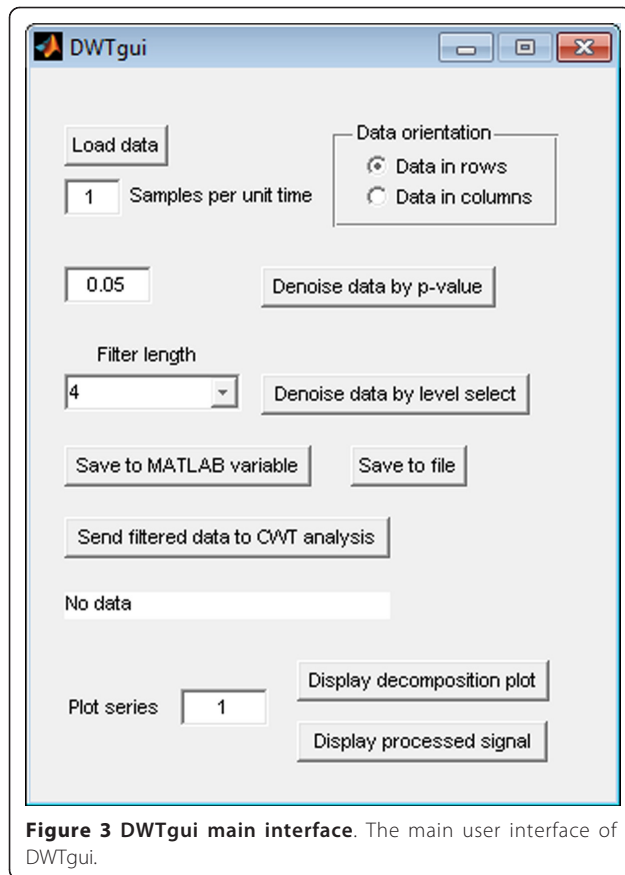 DWTgui
Load data
Data orientation
Data in rows
1 Samples per unit time
Data in columns
0.05 Denoise data by p-value
Filter length
4 Denoise data by level select
Save to MATLAB variable Save to file
Send filtered data to CWT analysis
No data
Display decomposition plot
Plot series 1
Display processed signal
Figure 3 DWTgui main interface. The main user interface of
DWTgui.